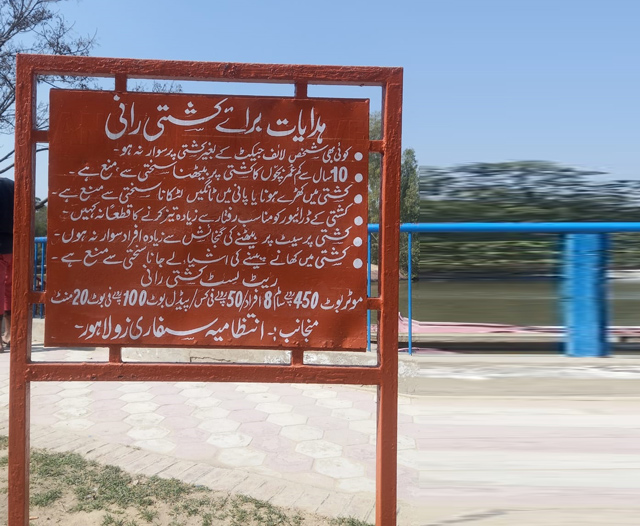 ہدایات برائے کشتی رانی
کوئی بھی شخص لائف جیکٹ کے بغیر کشتی پر سوار نہ ہو۔
10 سال سے کم عمر بچوں کا کشتی پر بیٹھنا سختی سے منع ہے۔
کشتی میں کھڑے ہونا یا پانی میں ٹانگیں لٹکانا سختی سے منع ہے۔
کشتی کے ڈرائیور کو مناسب رفتار سے زیادہ تیز کرنے کا قطعاً نہ کہیں۔
کشتی پر سیٹ پر بیٹھنے کی گنجائش سے زیادہ افراد سوار نہ ہوں۔
کشتی میں کھانے پینے کی اشیاء لے جانا سختی سے منع ہے۔
ریٹ لسٹ کشتی رانی
موٹر بوٹ 450 روپے 8 افراد/50 روپے فی کس/پیڈل بوٹ 100 روپے فی بوٹ 20 منٹ
منجانب:۔ انتظامیہ سفاری زو لاہور۔